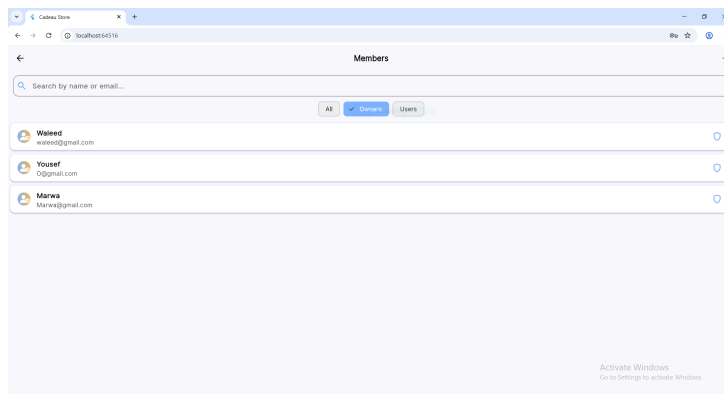 Cadeau Store
localhost:64516
Members
Search by name or email...
All
Owners
Users
Waleed
waleed@gmail.com
Yousef
O@gmail.com
Marwa
Marwa@gmail.com
Activate Windows
Go to Settings to activate Windows.